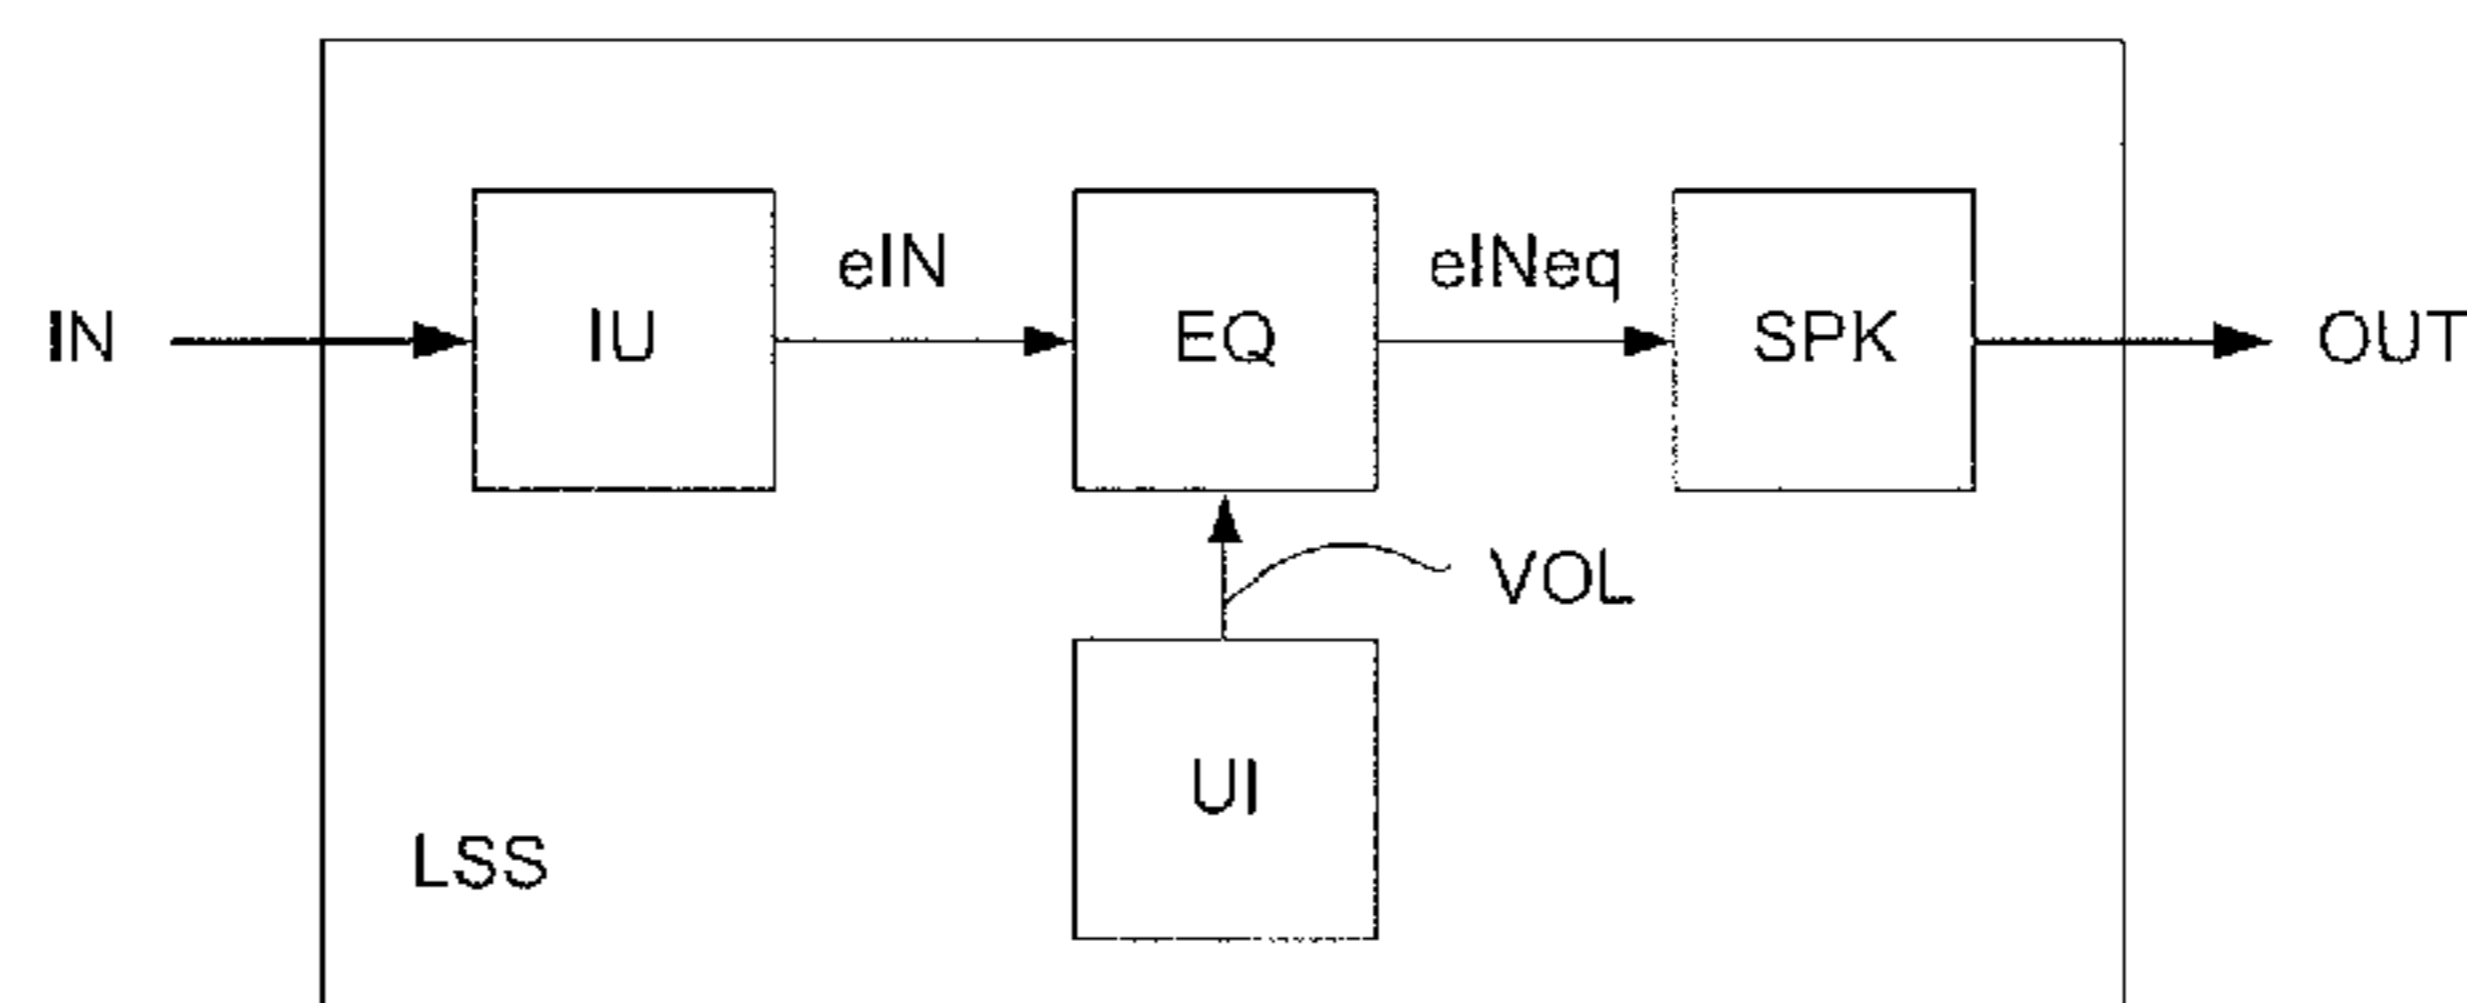 eIN
eINeq
IN
IU
EQ
SPK
OUT
VOL
UI
LSS